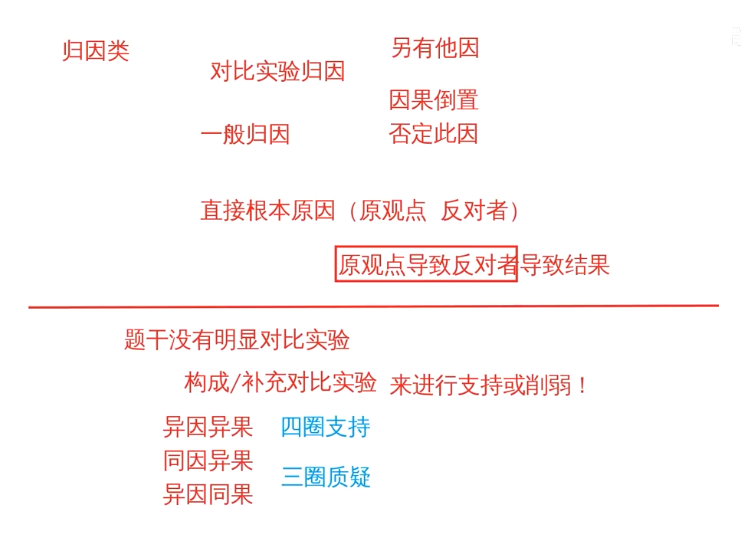 归因类
对比实验归因
另有他因
因果倒置
一般归因
否定此因
直接根本原因（原观点 反对者）
原观点导致反对者导致结果
题干没有明显对比实验
构成/补充对比实验 来进行支持或削弱！
异因异果 四圈支持
同因异果
三圈质疑
异因同果